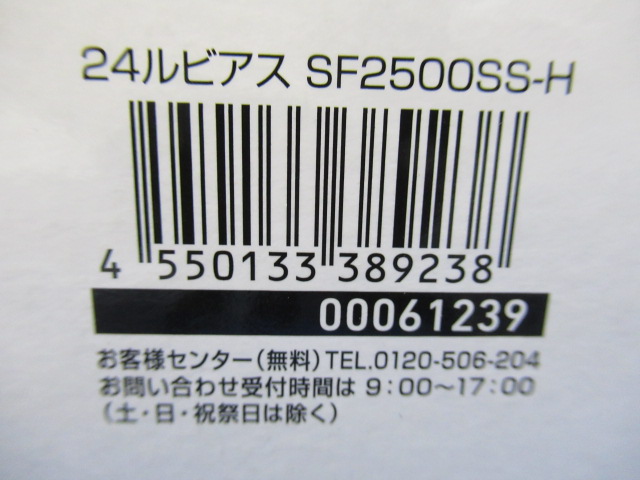 24ルビアス SF2500SS-H
4 550133 389238
00061239
お客様センター(無料)TEL.0120-506-204
お問い合わせ受付時間は 9:00～17:00
(土・日・祝祭日は除く)